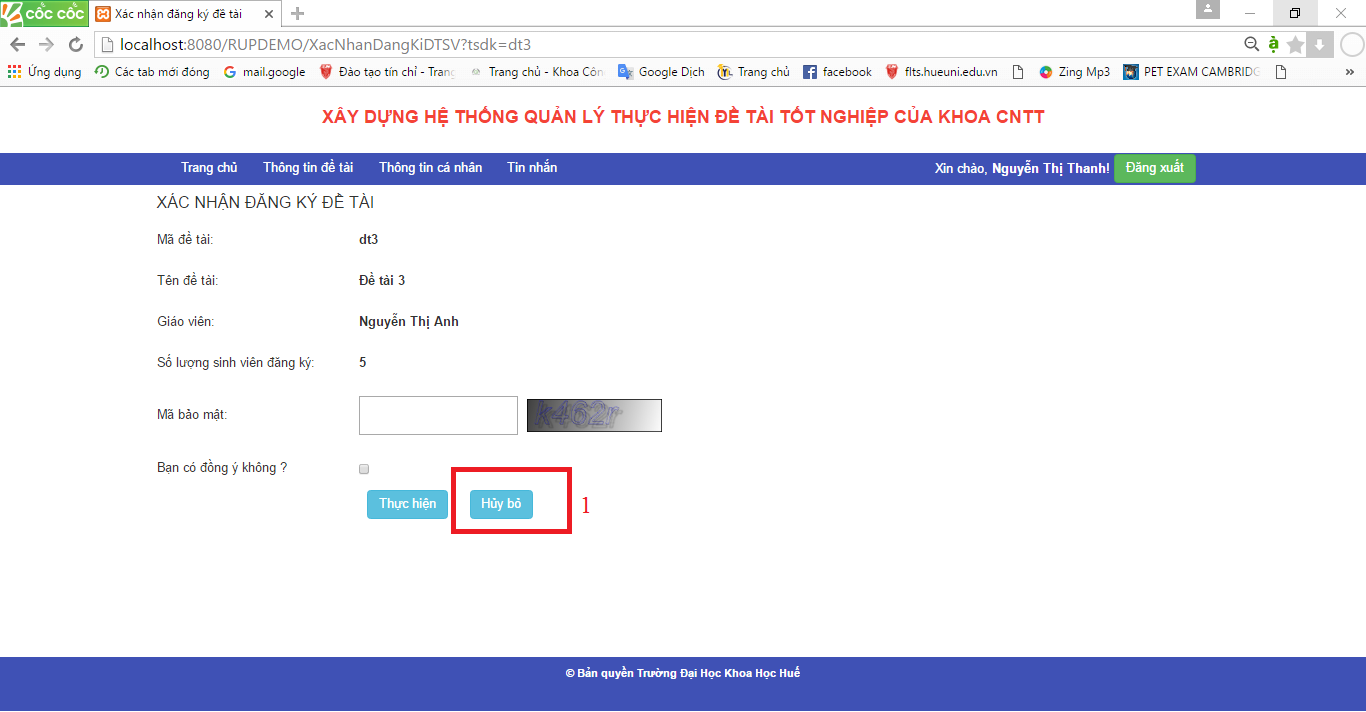 CỐC CỐC
Xác nhận đăng ký đề tài
localhost:8080/RUPDEMO/XacNhanDangKiDTSV?tsdk=dt3
Ứng dụng Các tab mới đóng mail.google Đào tạo tín chỉ - Trang Trang chủ - Khoa Côn Google Dịch Trang chủ facebook flts.hueuni.edu.vn Zing Mp3 PET EXAM CAMBRIDG »
XÂY DỰNG HỆ THỐNG QUẢN LÝ THỰC HIỆN ĐỀ TÀI TỐT NGHIỆP CỦA KHOA CNTT
Trang chủ Thông tin đề tài Thông tin cá nhân Tin nhắn Xin chào, Nguyễn Thị Thanh! Đăng xuất
XÁC NHẬN ĐĂNG KÝ ĐỀ TÀI
Mã đề tài: dt3
Tên đề tài: Đề tài 3
Giáo viên: Nguyễn Thị Anh
Số lượng sinh viên đăng ký: 5
Mã bảo mật: k462r
Bạn có đồng ý không ?
Thực hiện Hủy bỏ 1
© Bản quyền Trường Đại Học Khoa Học Huế